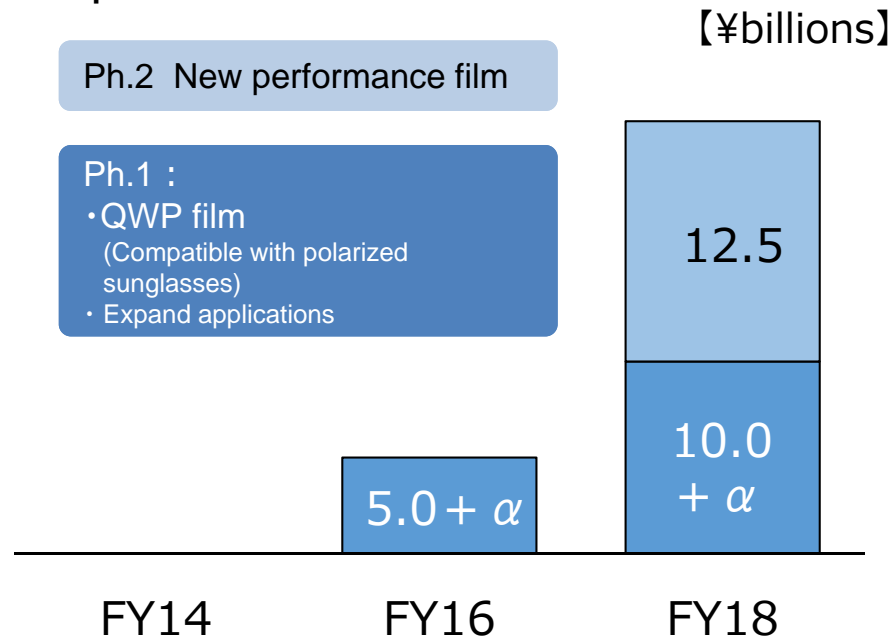 【¥billions】
Ph.2 New performance film
Ph.1：
・QWP film
(Compatible with polarized
sunglasses)
・Expand applications
12.5
10.0
+ α
5.0+ α
FY14 FY16 FY18